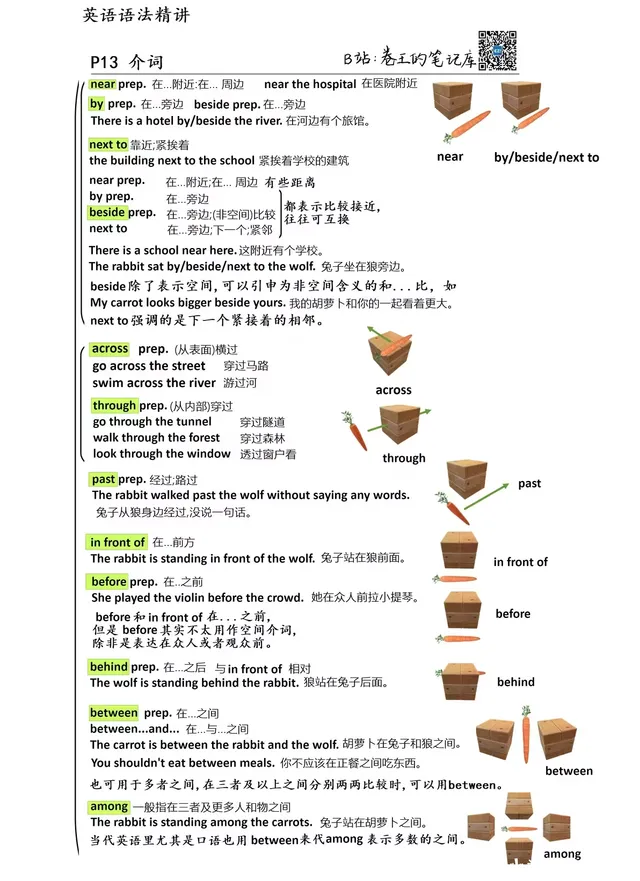 英语语法精讲
P13 介词
B站:卷王的笔记库
near prep. 在...附近:在... 周边 near the hospital 在医院附近
by prep. 在...旁边 beside prep.在...旁边
There is a hotel by/beside the river. 在河边有个旅馆。
near
by/beside/next to
next to 靠近;紧挨着
the building next to the school 紧挨着学校的建筑
near prep. 在...附近;在... 周边 有些距离
by prep. 在...旁边
beside prep. 在...旁边;(非空间)比较
next to 在...旁边;下一个;紧邻
都表示比较接近,
往往可互换
There is a school near here. 这附近有个学校。
The rabbit sat by/beside/next to the wolf. 兔子坐在狼旁边。
beside除了表示空间,可以引申为非空间含义的和...比, 如
My carrot looks bigger beside yours. 我的胡萝卜和你的一起看着更大。
next to 强调的是下一个紧接着的相邻。
across prep. (从表面)横过
go across the street 穿过马路
swim across the river 游过河
across
through prep. (从内部)穿过
go through the tunnel 穿过隧道
walk through the forest 穿过森林
look through the window 透过窗户看
through
past prep. 经过;路过
The rabbit walked past the wolf without saying any words.
兔子从狼身边经过,没说一句话。
past
in front of 在...前方
The rabbit is standing in front of the wolf. 兔子站在狼前面。
in front of
before prep. 在..之前
She played the violin before the crowd. 她在众人前拉小提琴。
before 和 in front of 在...之前,
但是 before 其实不太用作空间介词,
除非是表达在众人或者观众前。
before
behind prep. 在...之后 与 in front of 相对
The wolf is standing behind the rabbit. 狼站在兔子后面。
behind
between prep. 在...之间
between...and... 在...与...之间
The carrot is between the rabbit and the wolf. 胡萝卜在兔子和狼之间。
You shouldn't eat between meals. 你不应该在正餐之间吃东西。
也可用于多者之间,在三者及以上之间分别两两比较时,可以用between。
between
among 一般指在三者及更多人和物之间
The rabbit is standing among the carrots. 兔子站在胡萝卜之间。
当代英语里尤其是口语也用 between来代among 表示多数的之间。
among